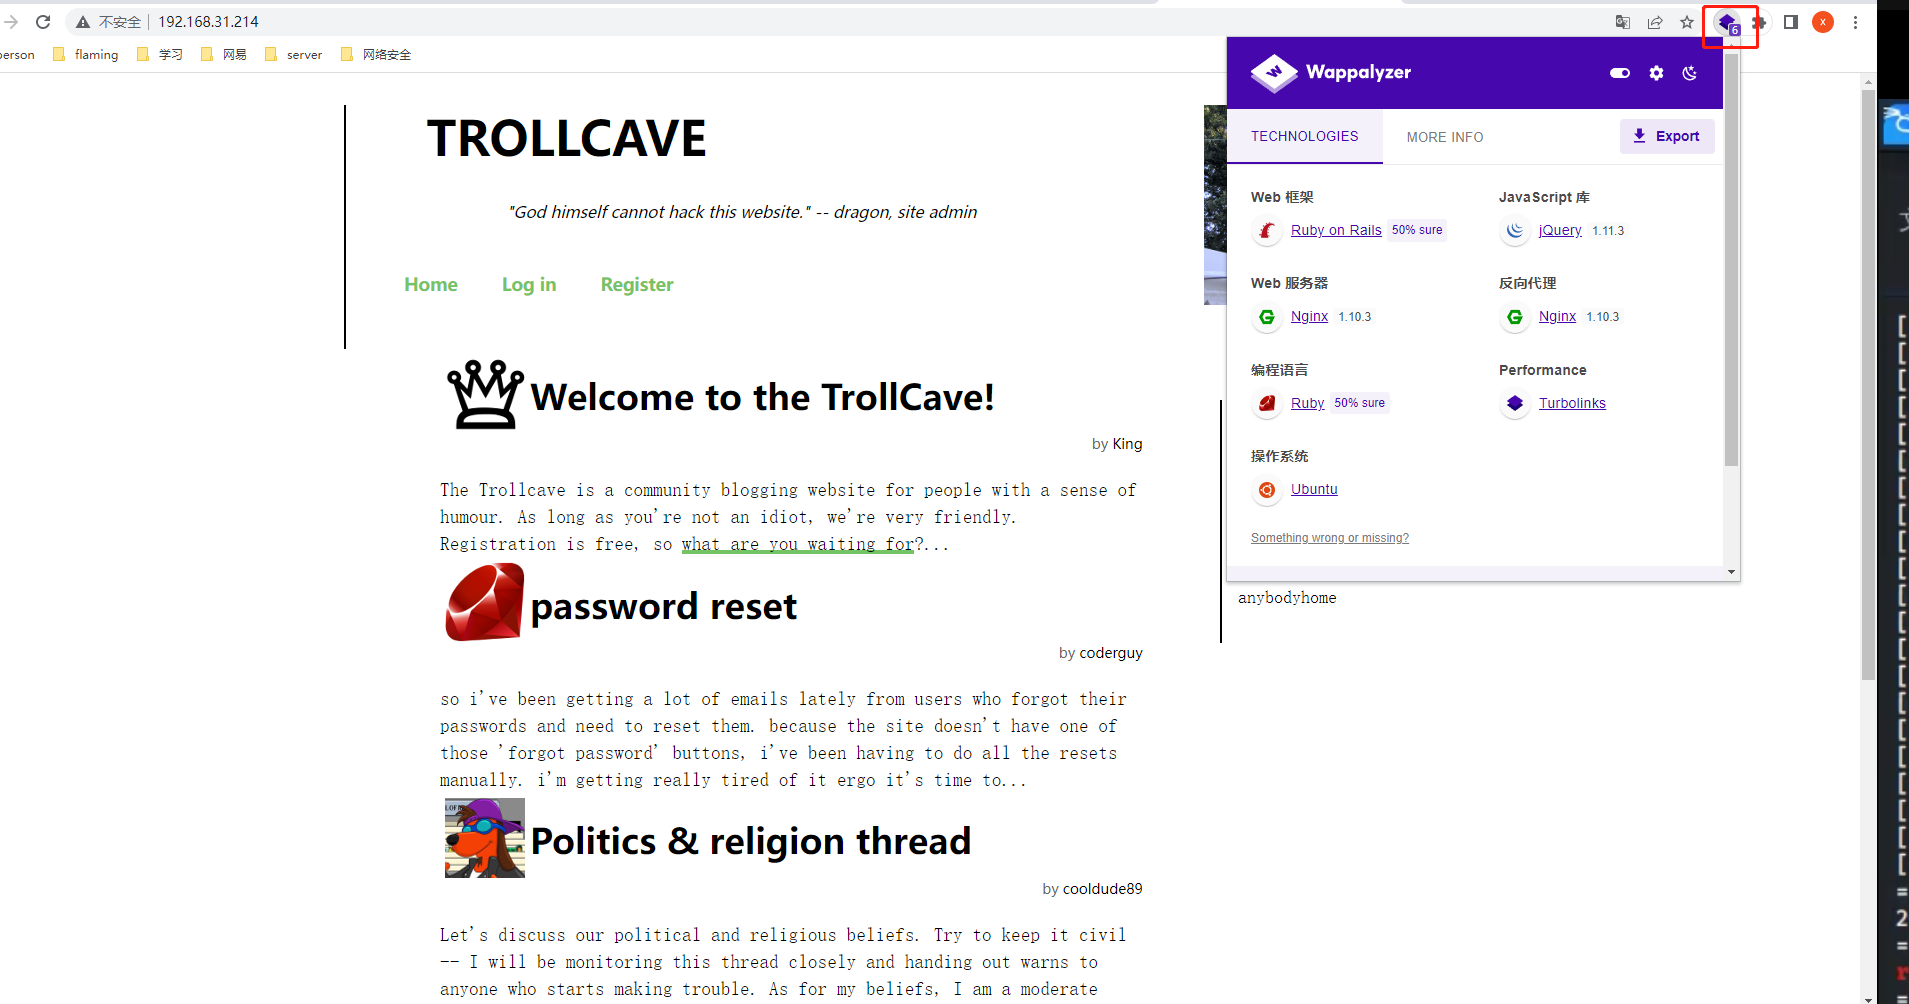 不安全 192.168.31.214
6
X
person flaming 学习 网易 server 网络安全
TROLLCAVE
"God himself cannot hack this website." -- dragon, site admin
Home Log in Register
Welcome to the TrollCave!
by King
The Trollcave is a community blogging website for people with a sense of
humour. As long as you're not an idiot, we're very friendly.
Registration is free, so what are you waiting for?...
password reset
by coderguy
so i've been getting a lot of emails lately from users who forgot their
passwords and need to reset them. because the site doesn't have one of
those 'forgot password' buttons, i've been having to do all the resets
manually. i'm getting really tired of it ergo it's time to...
Politics & religion thread
by cooldude89
Let's discuss our political and religious beliefs. Try to keep it civil
-- I will be monitoring this thread closely and handing out warns to
anyone who starts making trouble. As for my beliefs, I am a moderate
W Wappalyzer
TECHNOLOGIES MORE INFO Export
Web 框架
Ruby on Rails 50% sure
JavaScript 库
jQuery 1.11.3
Web 服务器
Nginx 1.10.3
反向代理
Nginx 1.10.3
编程语言
Ruby 50% sure
Performance
Turbolinks
操作系统
Ubuntu
Something wrong or missing?
anybodyhome